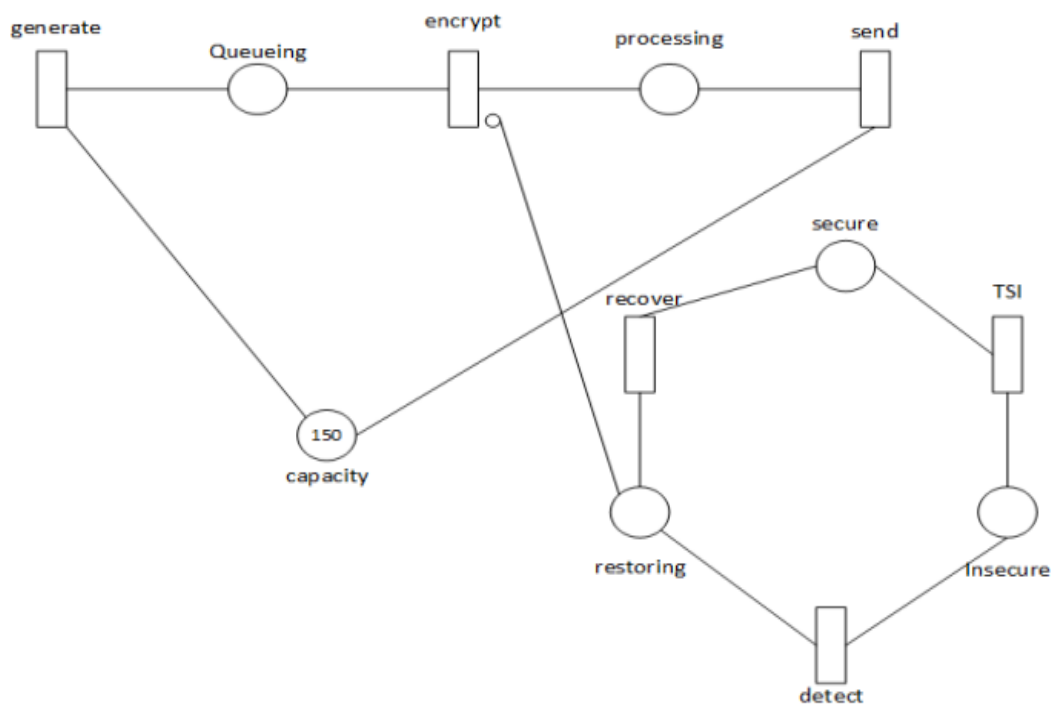 generate
Queueing
encrypt
processing
send
secure
recover
TSI
150
capacity
restoring
Insecure
detect